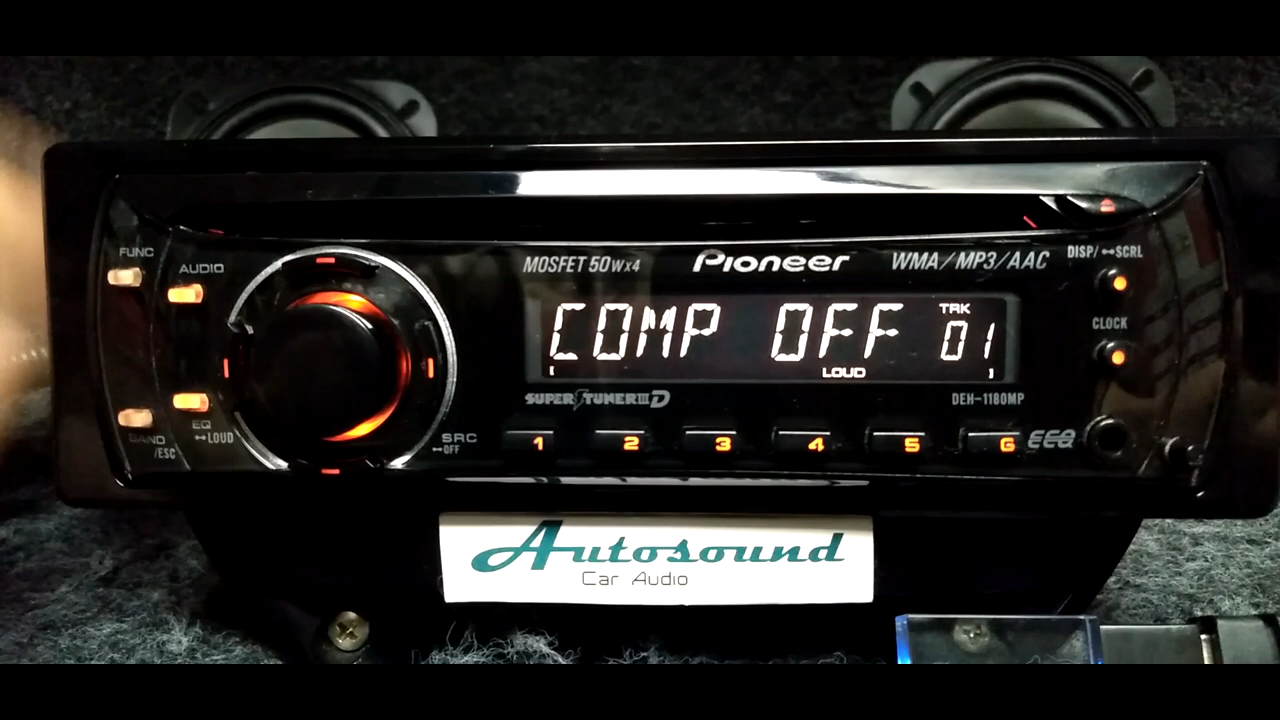 FUNC
AUDIO
MOSFET 50Wx4
Pioneer
WMA/MP3/AAC
DISP/ SCRL
COMP OFF
TRK
01
LOUD
CLOCK
SUPER TUNER III D
DEH-1180MP
BAND
/ESC
EQ
LOUD
SRC
OFF
1 2 3 4 5 6
EEQ
Autosound
Car Audio